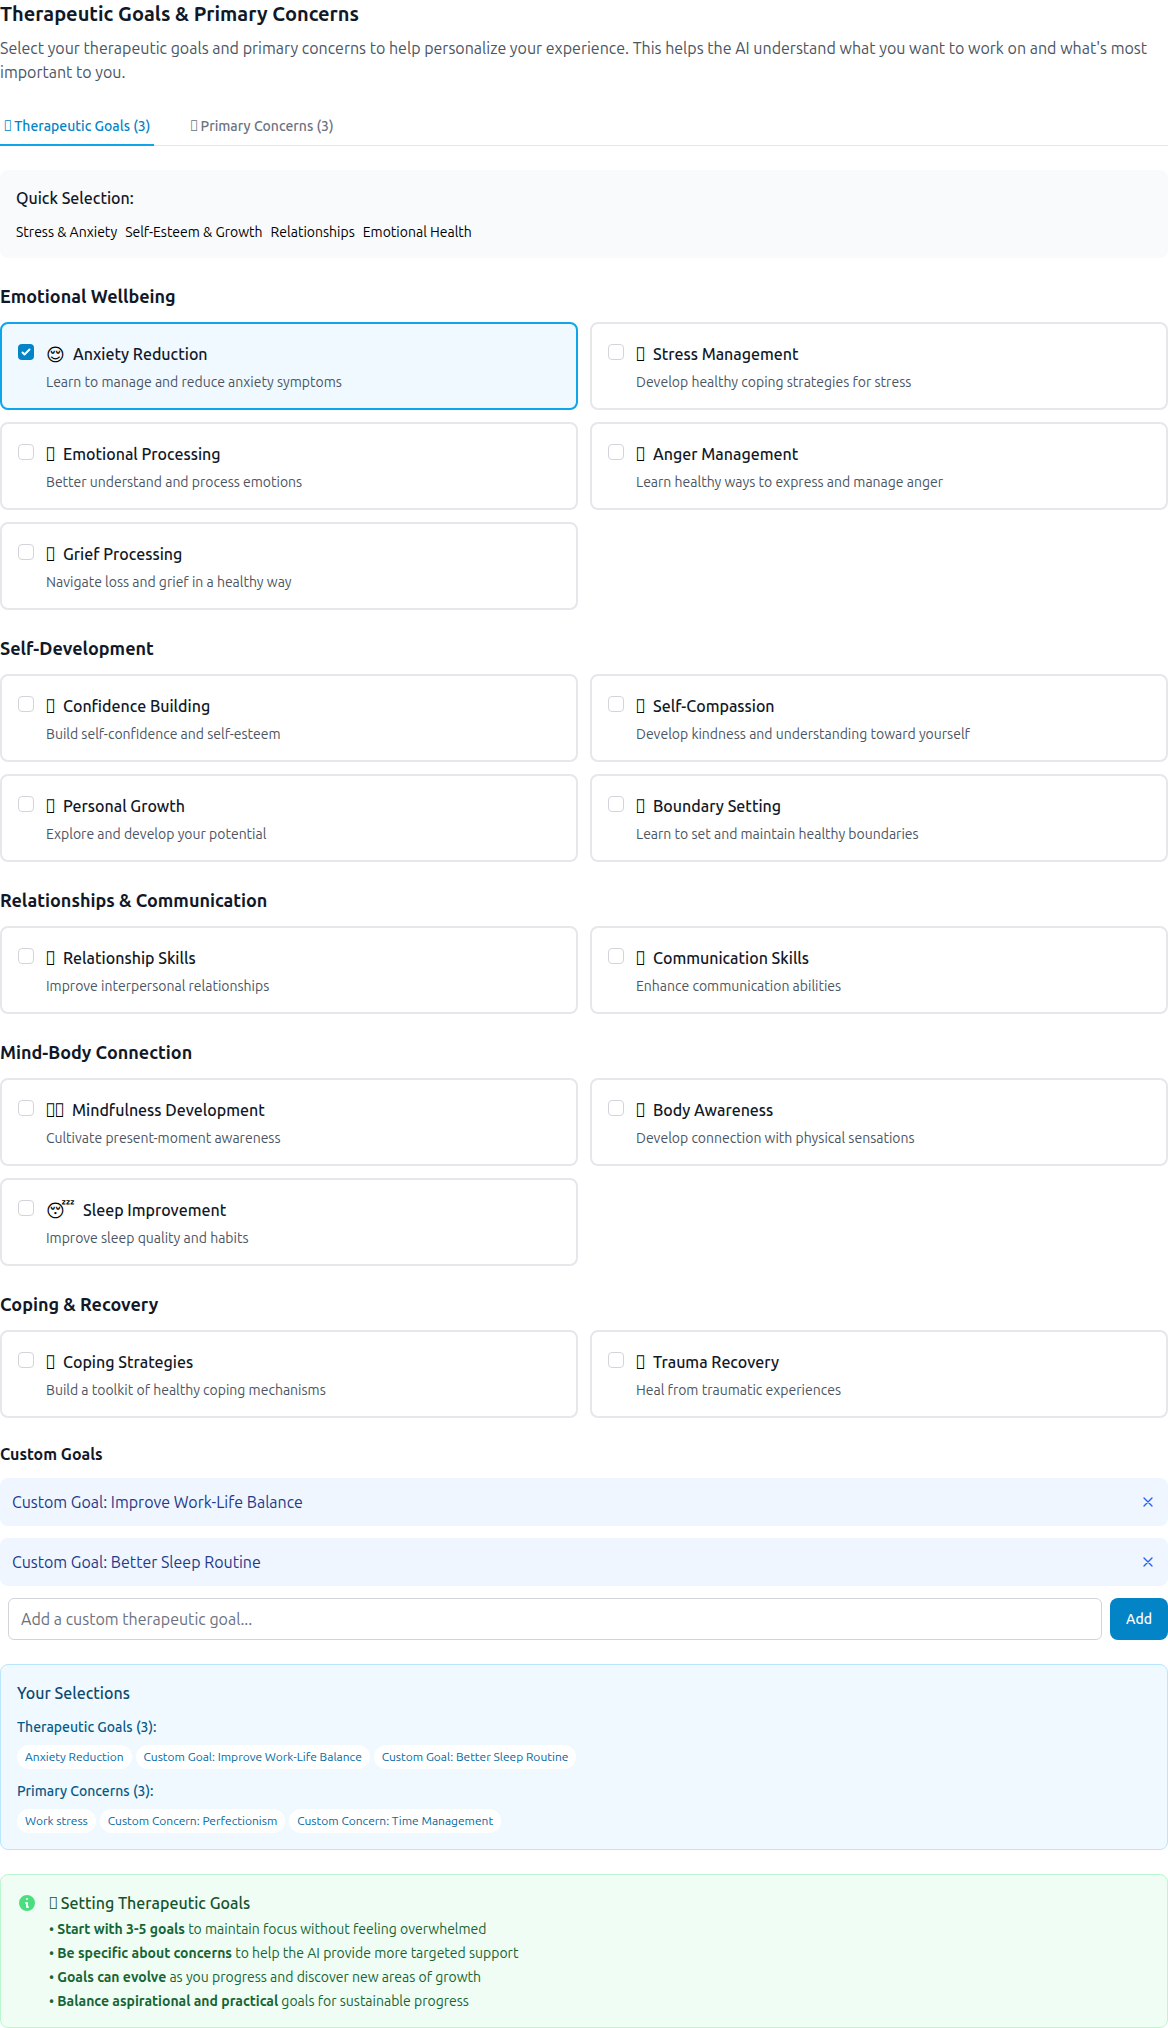 Therapeutic Goals & Primary Concerns
Select your therapeutic goals and primary concerns to help personalize your experience. This helps the AI understand what you want to work on and what's most
important to you.
Therapeutic Goals (3)
Primary Concerns (3)
Quick Selection:
Stress & Anxiety Self-Esteem & Growth Relationships Emotional Health
Emotional Wellbeing
Anxiety Reduction
Learn to manage and reduce anxiety symptoms
Stress Management
Develop healthy coping strategies for stress
Emotional Processing
Better understand and process emotions
Anger Management
Learn healthy ways to express and manage anger
Grief Processing
Navigate loss and grief in a healthy way
Self-Development
Confidence Building
Build self-confidence and self-esteem
Self-Compassion
Develop kindness and understanding toward yourself
Personal Growth
Explore and develop your potential
Boundary Setting
Learn to set and maintain healthy boundaries
Relationships & Communication
Relationship Skills
Improve interpersonal relationships
Communication Skills
Enhance communication abilities
Mind-Body Connection
Mindfulness Development
Cultivate present-moment awareness
Body Awareness
Develop connection with physical sensations
😴 Sleep Improvement
Improve sleep quality and habits
Coping & Recovery
Coping Strategies
Build a toolkit of healthy coping mechanisms
Trauma Recovery
Heal from traumatic experiences
Custom Goals
Custom Goal: Improve Work-Life Balance
Custom Goal: Better Sleep Routine
Add a custom therapeutic goal...
Add
Your Selections
Therapeutic Goals (3):
Anxiety Reduction
Custom Goal: Improve Work-Life Balance
Custom Goal: Better Sleep Routine
Primary Concerns (3):
Work stress
Custom Concern: Perfectionism
Custom Concern: Time Management
Setting Therapeutic Goals
• Start with 3-5 goals to maintain focus without feeling overwhelmed
• Be specific about concerns to help the AI provide more targeted support
• Goals can evolve as you progress and discover new areas of growth
• Balance aspirational and practical goals for sustainable progress